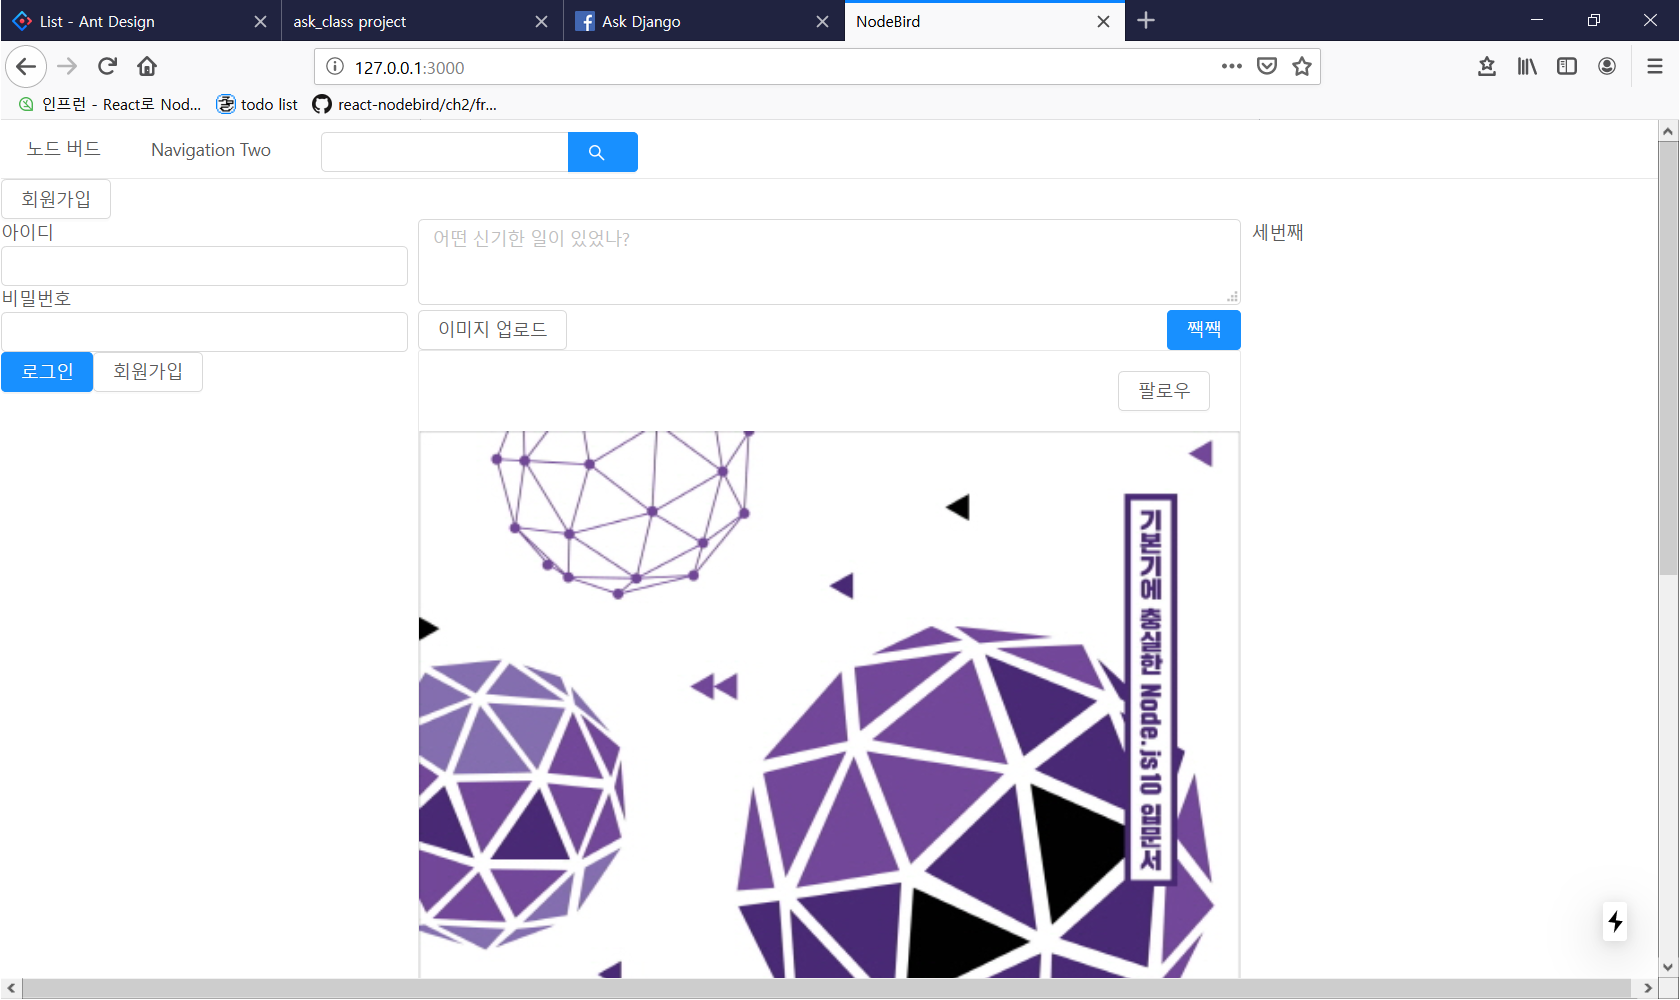 List - Ant Design
ask_class project
Ask Django
NodeBird
127.0.0.1:3000
인프런 - React로 Nod...
todo list
react-nodebird/ch2/fr...
노드 버드
Navigation Two
회원가입
아이디
어떤 신기한 일이 있었나?
세번째
비밀번호
이미지 업로드
짹짹
로그인
회원가입
팔로우
기본기에 충실한 Node.js10 입문서